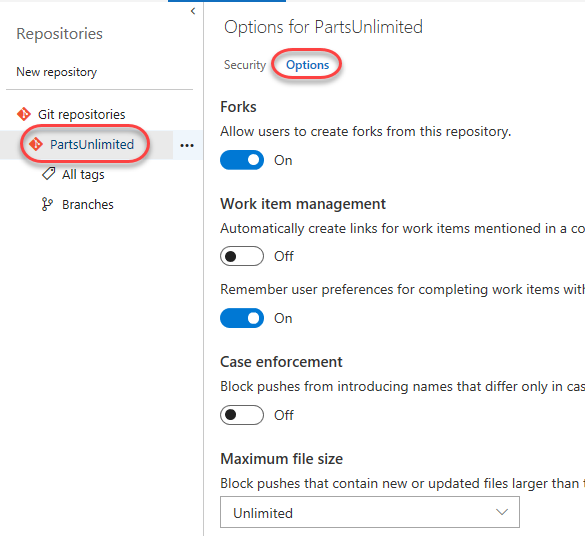 Repositories
New repository
Git repositories
PartsUnlimited
All tags
Branches
Options for PartsUnlimited
Security Options
Forks
Allow users to create forks from this repository.
On
Work item management
Automatically create links for work items mentioned in a co
Off
Remember user preferences for completing work items with
On
Case enforcement
Block pushes from introducing names that differ only in cas
Off
Maximum file size
Block pushes that contain new or updated files larger than t
Unlimited